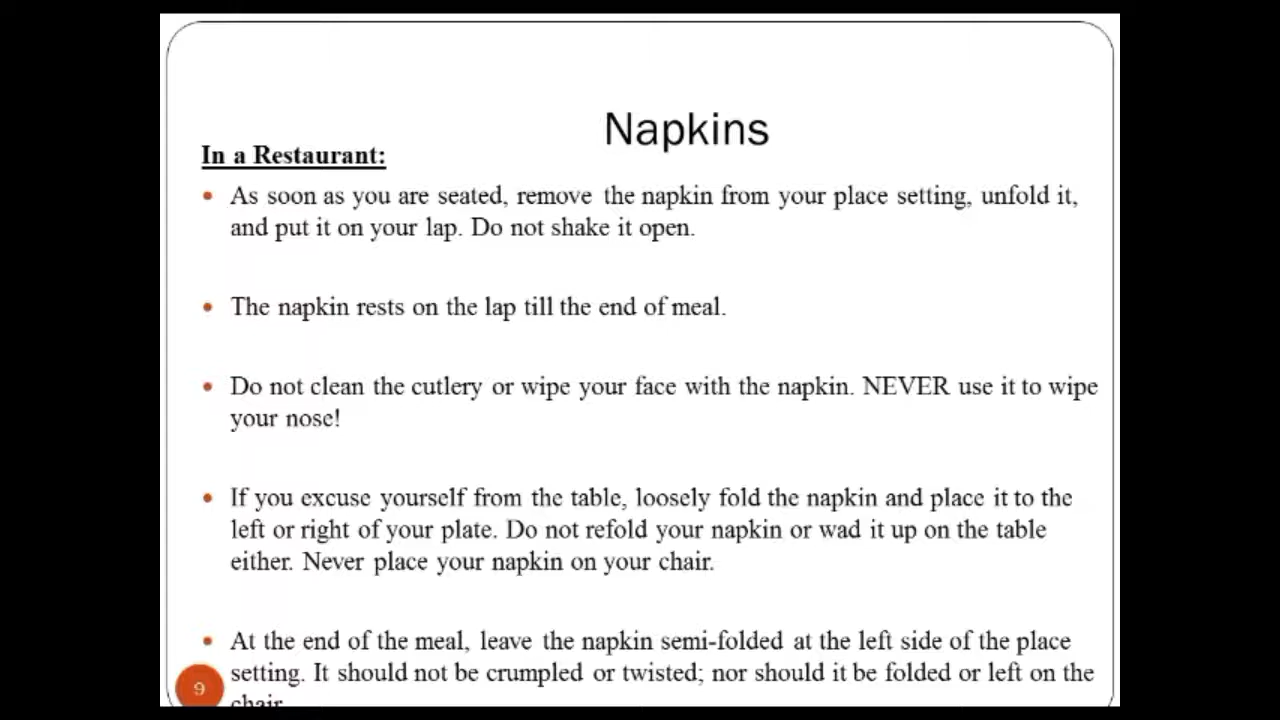 Napkins
In a Restaurant:
• As soon as you are seated, remove the napkin from your place setting, unfold it,
and put it on your lap. Do not shake it open.
• The napkin rests on the lap till the end of meal.
• Do not clean the cutlery or wipe your face with the napkin. NEVER use it to wipe
your nose!
• If you excuse yourself from the table, loosely fold the napkin and place it to the
left or right of your plate. Do not refold your napkin or wad it up on the table
either. Never place your napkin on your chair.
• At the end of the meal, leave the napkin semi-folded at the left side of the place
setting. It should not be crumpled or twisted; nor should it be folded or left on the
chair.
9